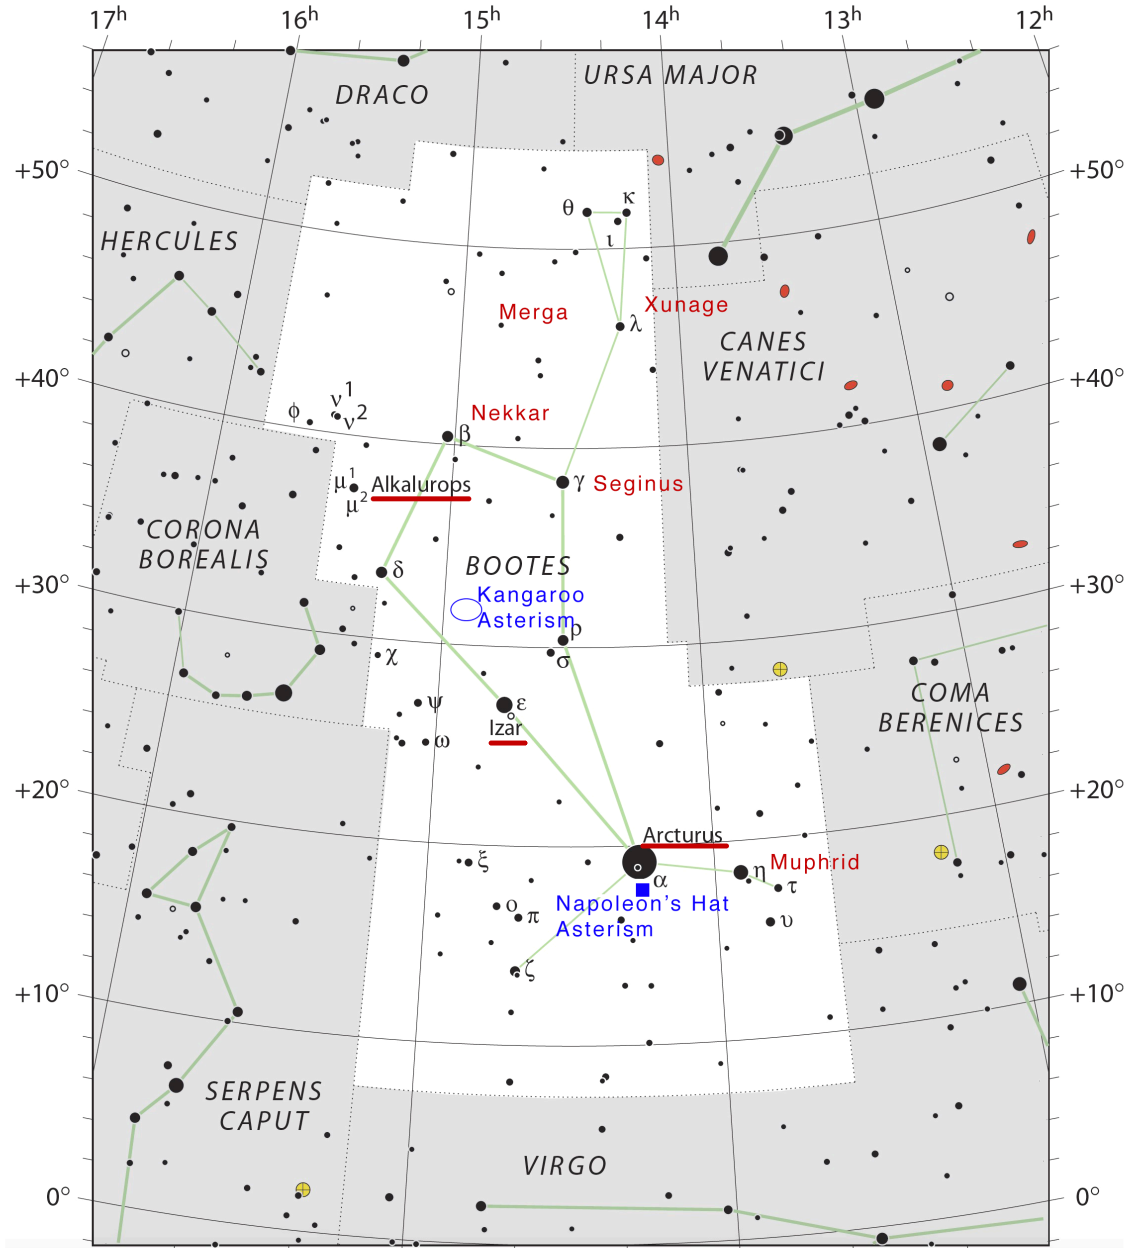 17h 16h 15h 14h 13h 12h
URSA MAJOR
DRACO
+50° +50°
θ κ
ι
HERCULES
Merga Xunage
λ
CANES
VENATICI
+40° +40°
ν1
φ ν2
Nekkar
β
μ1 Alkalurops
μ2
γ Seginus
CORONA
BOREALIS
BOOTES
δ
+30° +30°
Kangaroo
Asterism
ρ
σ
χ
COMA
BERENICES
ψ ε
Izar
ω
+20° +20°
Arcturus
ξ η Muphrid
α τ
Napoleon's Hat
Asterism
ο π υ
ζ
+10° +10°
SERPENS
CAPUT
VIRGO
0° 0°